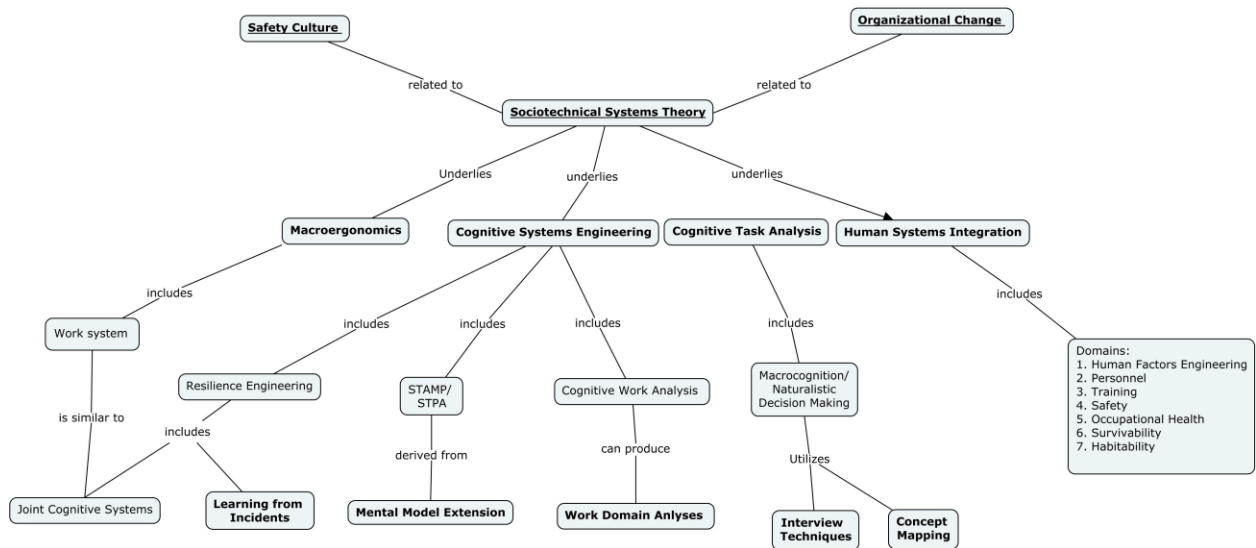 Safety Culture
Organizational Change
related to
related to
Sociotechnical Systems Theory
Underlies
underlies
underlies
Macroergonomics
Cognitive Systems Engineering
Cognitive Task Analysis
Human Systems Integration
includes
includes
includes
includes
includes
includes
Work system
Resilience Engineering
STAMP/
STPA
Cognitive Work Analysis
Macrocognition/
Naturalistic
Decision Making
Domains:
1. Human Factors Engineering
2. Personnel
3. Training
4. Safety
5. Occupational Health
6. Survivability
7. Habitability
is similar to
includes
derived from
can produce
Utilizes
Joint Cognitive Systems
Learning from
Incidents
Mental Model Extension
Work Domain Anlyses
Interview
Techniques
Concept
Mapping